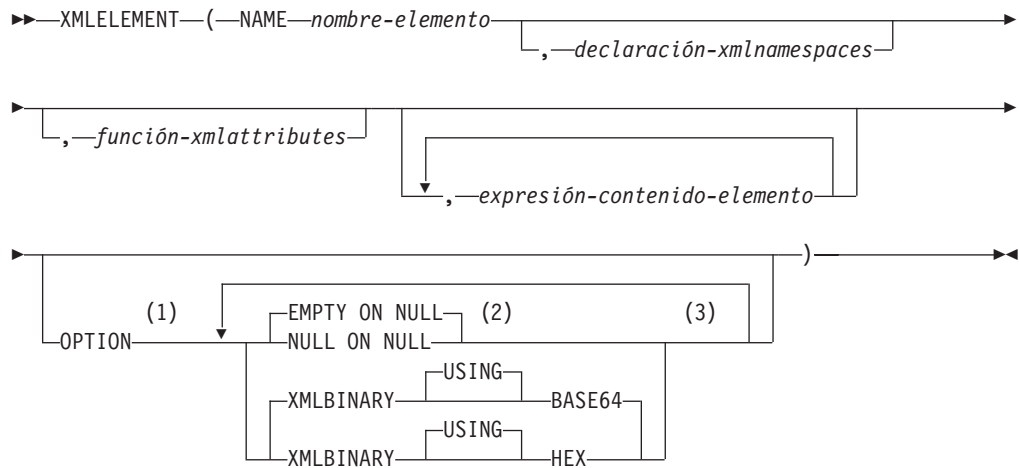 XMLELEMENT ( NAME nombre-elemento
, declaración-xmlnamespaces
, función-xmlattributes
, expresión-contenido-elemento
)
(1) EMPTY ON NULL (2) (3)
OPTION NULL ON NULL
USING
XMLBINARY BASE64
USING
XMLBINARY HEX